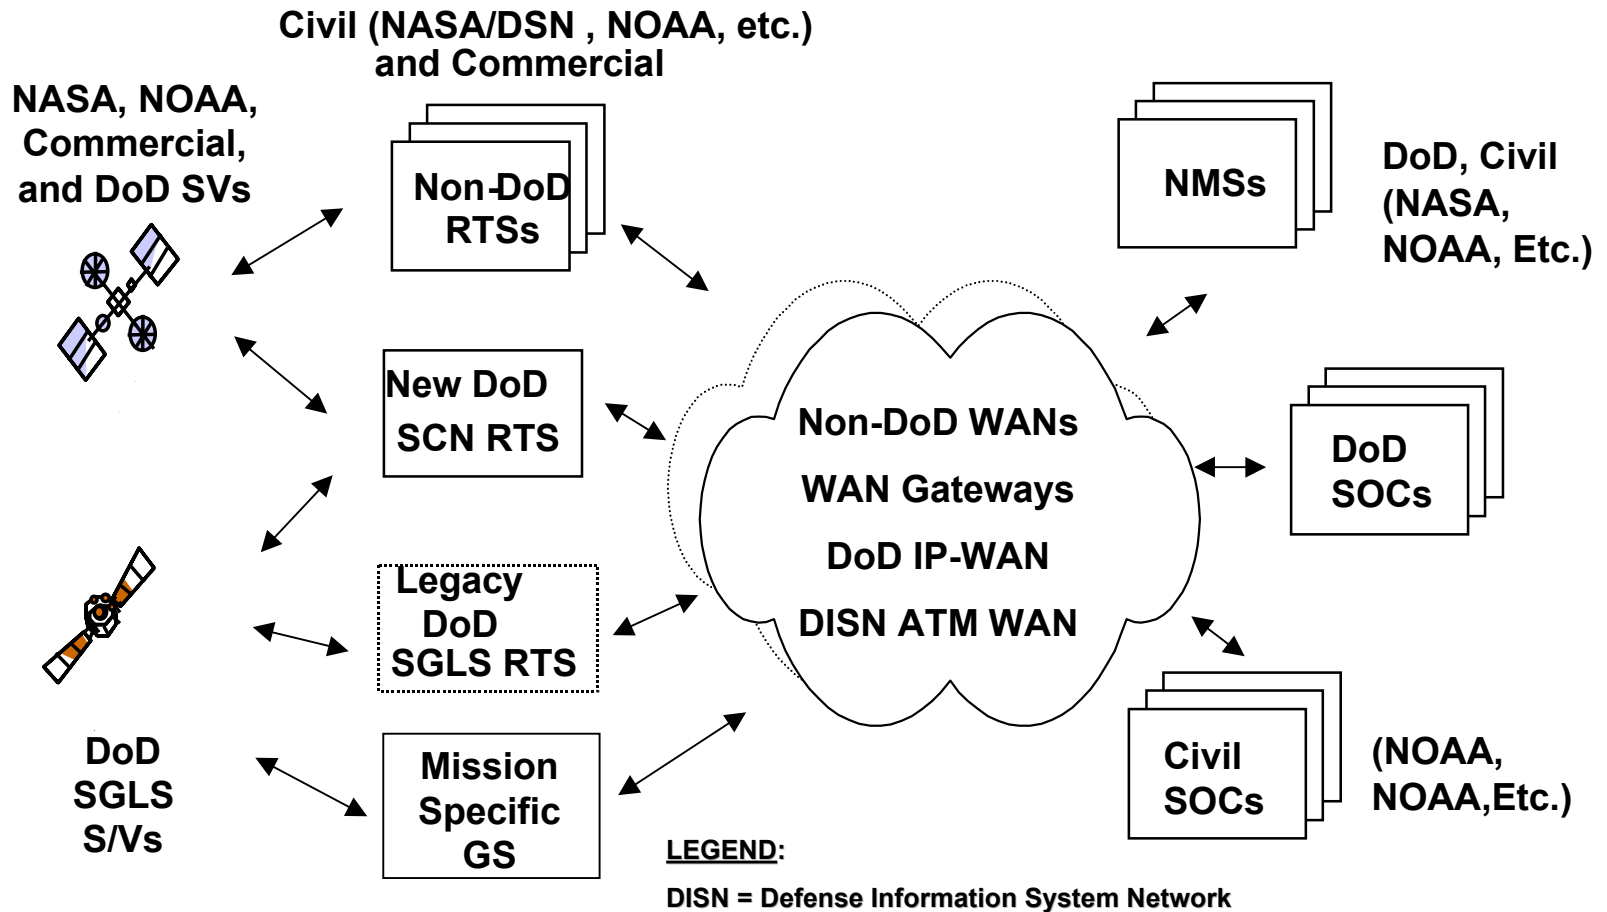 Civil (NASA/DSN , NOAA, etc.)
and Commercial
NASA, NOAA,
Commercial,
and DoD SVs
Non-DoD
RTSs
New DoD
SCN RTS
Legacy
DoD
SGLS RTS
Mission
Specific
GS
DoD
SGLS
S/Vs
Non-DoD WANs
WAN Gateways
DoD IP-WAN
DISN ATM WAN
NMSs
DoD, Civil
(NASA,
NOAA, Etc.)
DoD
SOCs
Civil
SOCs
(NOAA,
NOAA,Etc.)
LEGEND:
DISN = Defense Information System Network